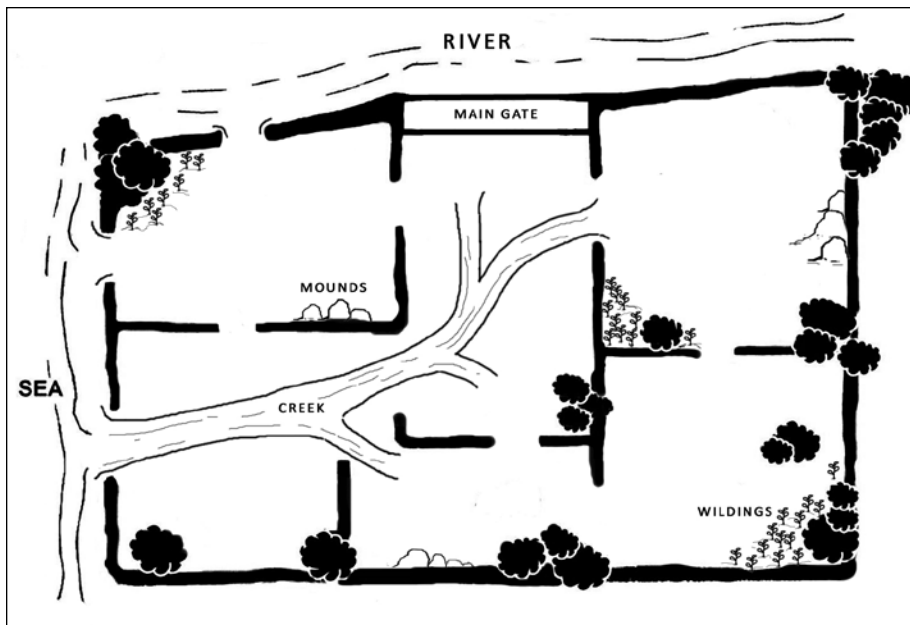 RIVER
MAIN GATE
MOUNDS
SEA
CREEK
WILDINGS